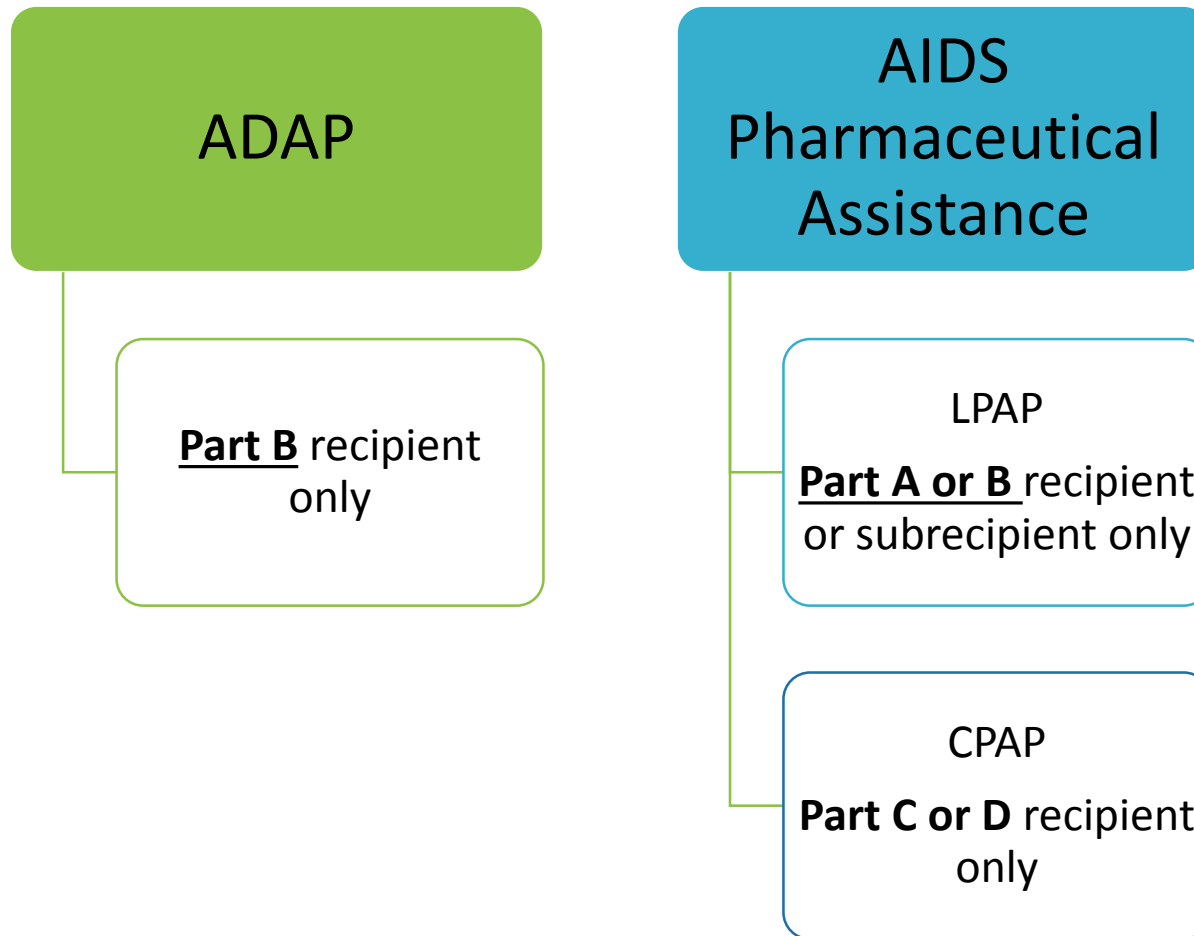 ADAP
Part B recipient
only
AIDS
Pharmaceutical
Assistance
LPAP
Part A or B recipient
or subrecipient only
CPAP
Part C or D recipient
only